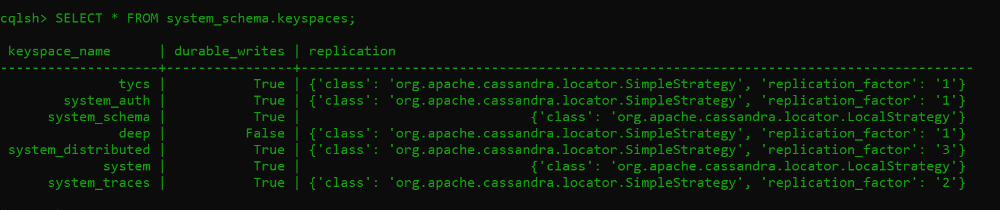 cqlsh> SELECT * FROM system_schema.keyspaces;
 keyspace_name      | durable_writes | replication
--------------------+----------------+-------------------------------------------------------------------------------------
               tycs |           True | {'class': 'org.apache.cassandra.locator.SimpleStrategy', 'replication_factor': '1'}
        system_auth |           True | {'class': 'org.apache.cassandra.locator.SimpleStrategy', 'replication_factor': '1'}
      system_schema |           True |                             {'class': 'org.apache.cassandra.locator.LocalStrategy'}
               deep |          False | {'class': 'org.apache.cassandra.locator.SimpleStrategy', 'replication_factor': '1'}
 system_distributed |           True | {'class': 'org.apache.cassandra.locator.SimpleStrategy', 'replication_factor': '3'}
             system |           True |                             {'class': 'org.apache.cassandra.locator.LocalStrategy'}
      system_traces |           True | {'class': 'org.apache.cassandra.locator.SimpleStrategy', 'replication_factor': '2'}